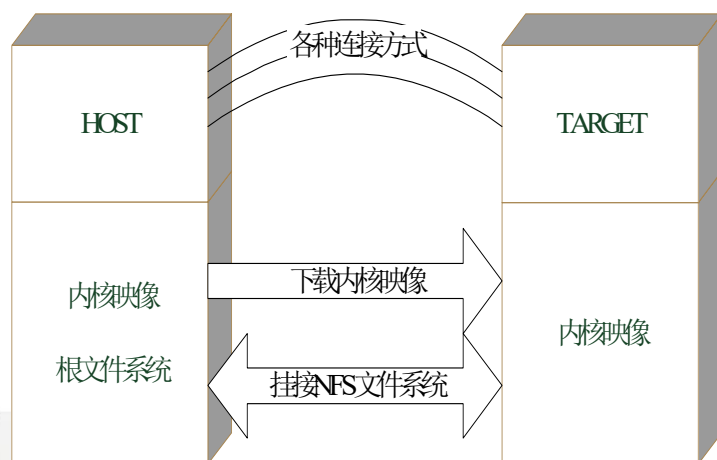 各种连接方式
HOST
TARGET
下载内核映像
内核映像
根文件系统
内核映像
挂接NFS文件系统